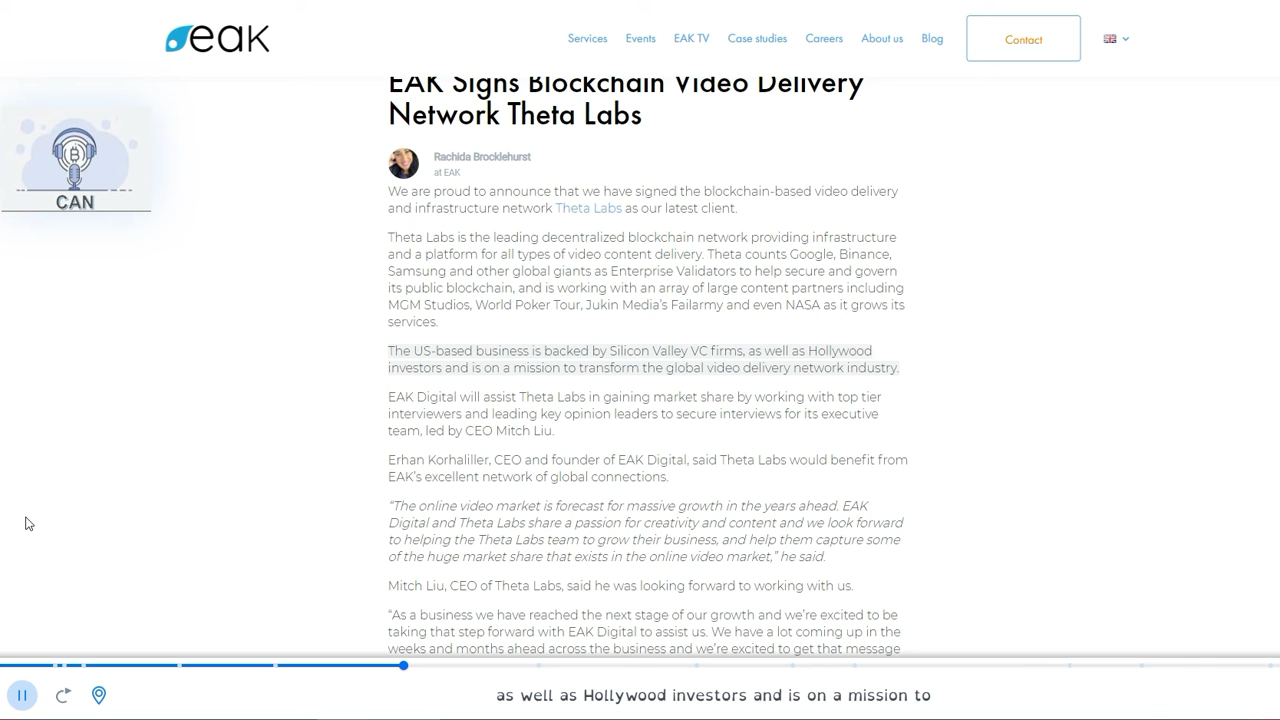 eak
Services Events EAK TV Case studies Careers About us Blog Contact
EAK Signs Blockchain Video Delivery
Network Theta Labs
CAN
Rachida Brocklehurst
at EAK
We are proud to announce that we have signed the blockchain-based video delivery
and infrastructure network Theta Labs as our latest client.
Theta Labs is the leading decentralized blockchain network providing infrastructure
and a platform for all types of video content delivery. Theta counts Google, Binance,
Samsung and other global giants as Enterprise Validators to help secure and govern
its public blockchain, and is working with an array of large content partners including
MGM Studios, World Poker Tour, Jukin Media’s Failarmy and even NASA as it grows its
services.
The US-based business is backed by Silicon Valley VC firms, as well as Hollywood
investors and is on a mission to transform the global video delivery network industry.
EAK Digital will assist Theta Labs in gaining market share by working with top tier
interviewers and leading key opinion leaders to secure interviews for its executive
team, led by CEO Mitch Liu.
Erhan Korhaliller, CEO and founder of EAK Digital, said Theta Labs would benefit from
EAK’s excellent network of global connections.
“The online video market is forecast for massive growth in the years ahead. EAK
Digital and Theta Labs share a passion for creativity and content and we look forward
to helping the Theta Labs team to grow their business, and help them capture some
of the huge market share that exists in the online video market,” he said.
Mitch Liu, CEO of Theta Labs, said he was looking forward to working with us.
“As a business we have reached the next stage of our growth and we’re excited to be
taking that step forward with EAK Digital to assist us. We have a lot coming up in the
weeks and months ahead across the business and we’re excited to get that message
as well as Hollywood investors and is on a mission to